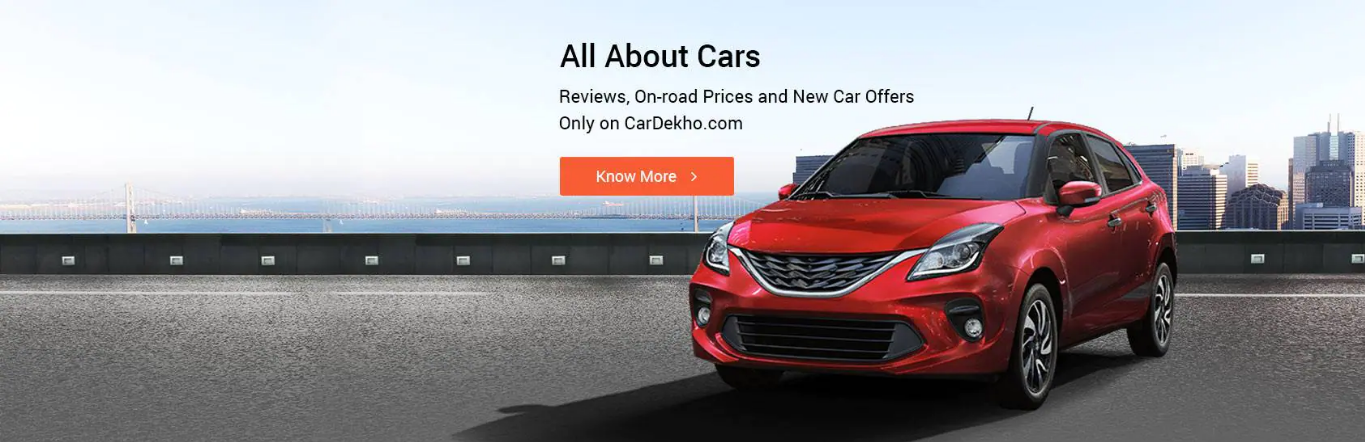 All About Cars
Reviews, On-road Prices and New Car Offers
Only on CarDekho.com
Know More